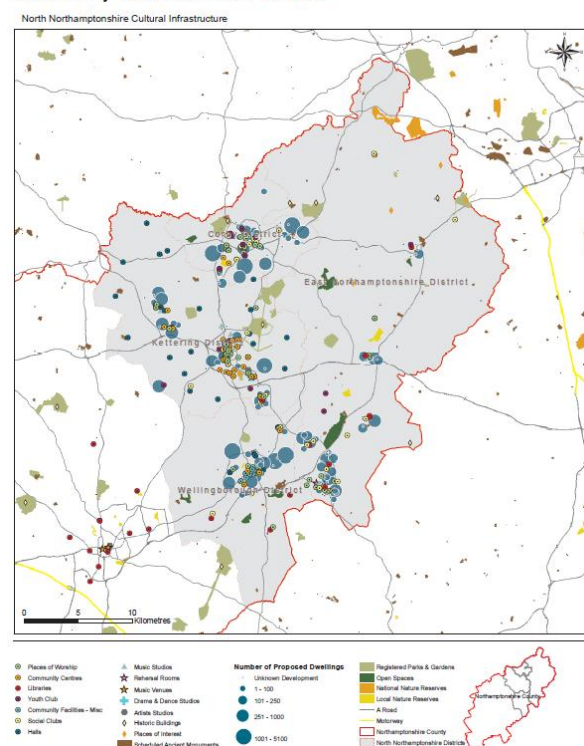 North Northamptonshire Cultural Infrastructure
Corby District
East Northamptonshire District
Kettering District
Wellingborough District
0 5 10
Kilometres
Places of Worship
Community Centres
Libraries
Youth Club
Community Facilities - Misc
Social Clubs
Halls
Music Studios
Rehersal Rooms
Music Venues
Drama & Dance Studios
Artists Studios
Historic Buildings
Places of Interest
Scheduled Ancient Monuments
Number of Proposed Dwellings
Unknown Development
1 - 100
101 - 250
251 - 1000
1001 - 5100
Registered Parks & Gardens
Open Spaces
National Nature Reserves
Local Nature Reserves
A Road
Motorway
Northamptonshire County
North Northamptonshire Districts
Northamptonshire County